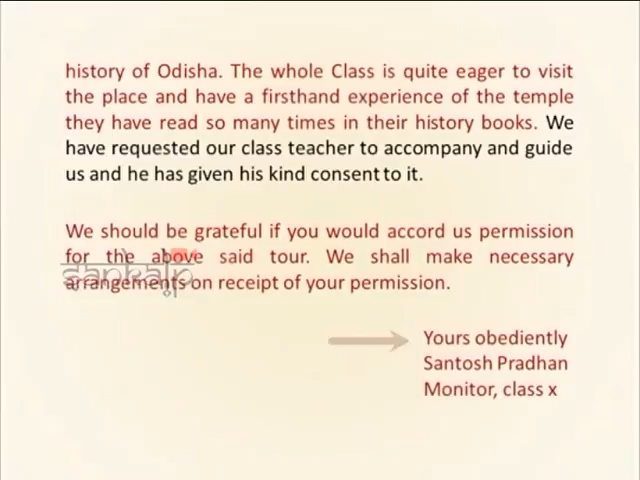 history of Odisha. The whole Class is quite eager to visit
the place and have a firsthand experience of the temple
they have read so many times in their history books. We
have requested our class teacher to accompany and guide
us and he has given his kind consent to it.
We should be grateful if you would accord us permission
for the above said tour. We shall make necessary
sankalp
arrangements on receipt of your permission.
Yours obediently
Santosh Pradhan
Monitor, class x